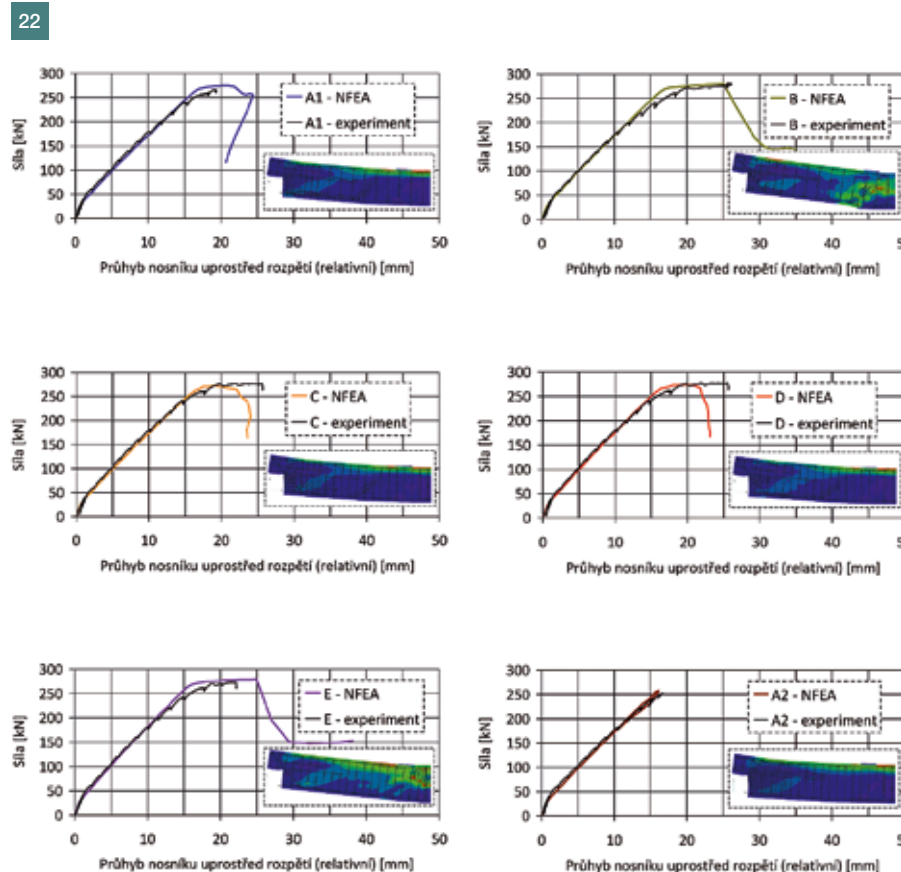 22
300
250
200
150
100
50
0
Síla [kN]
A1 - NFEA
A1 - experiment
0 10 20 30 40 50
Průhyb nosníku uprostřed rozpětí (relativní) [mm]
300
250
200
150
100
50
0
Síla [kN]
B - NFEA
B - experiment
0 10 20 30 40 50
Průhyb nosníku uprostřed rozpětí (relativní) [mm]
300
250
200
150
100
50
0
Síla [kN]
C - NFEA
C - experiment
0 10 20 30 40 50
Průhyb nosníku uprostřed rozpětí (relativní) [mm]
300
250
200
150
100
50
0
Síla [kN]
D - NFEA
D - experiment
0 10 20 30 40 50
Průhyb nosníku uprostřed rozpětí (relativní) [mm]
300
250
200
150
100
50
0
Síla [kN]
E - NFEA
E - experiment
0 10 20 30 40 50
Průhyb nosníku uprostřed rozpětí (relativní) [mm]
300
250
200
150
100
50
0
Síla [kN]
A2 - NFEA
A2 - experiment
0 10 20 30 40 50
Průhyb nosníku uprostřed rozpětí (relativní) [mm]